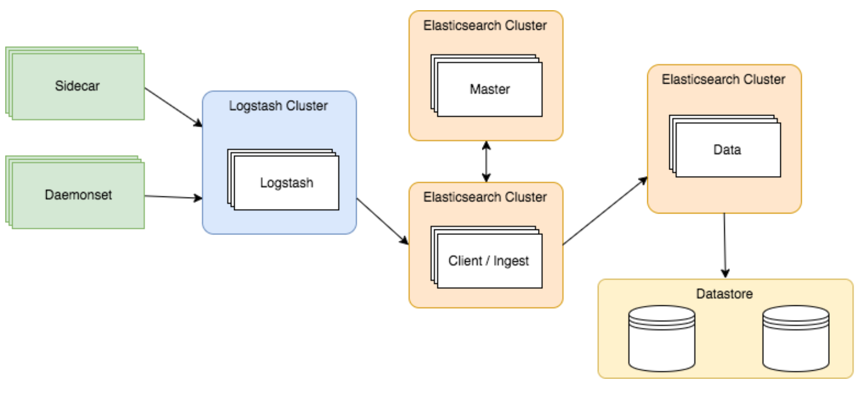 Sidecar
Daemonset
Logstash Cluster
Logstash
Elasticsearch Cluster
Master
Elasticsearch Cluster
Client / Ingest
Elasticsearch Cluster
Data
Datastore